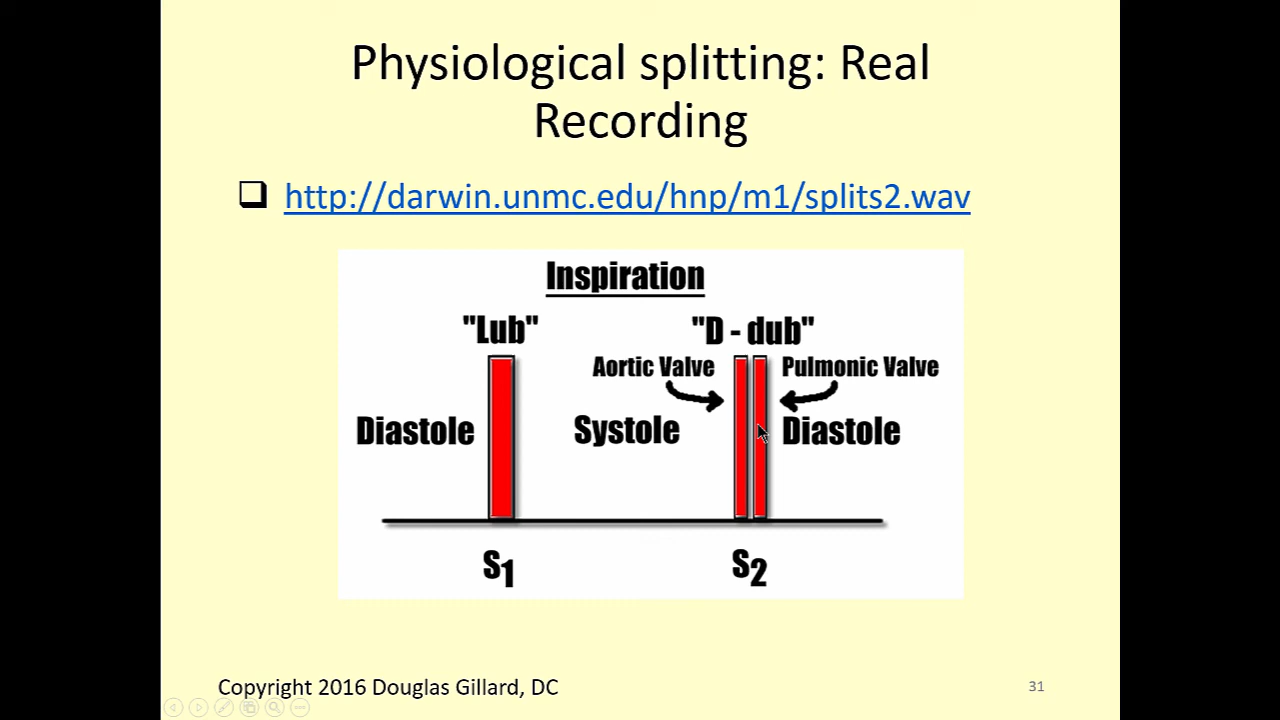 Physiological splitting: Real
Recording
http://darwin.unmc.edu/hnp/m1/splits2.wav
Inspiration
"Lub" "D - dub"
Aortic Valve Pulmonic Valve
Diastole Systole Diastole
S1 S2
Copyright 2016 Douglas Gillard, DC 31